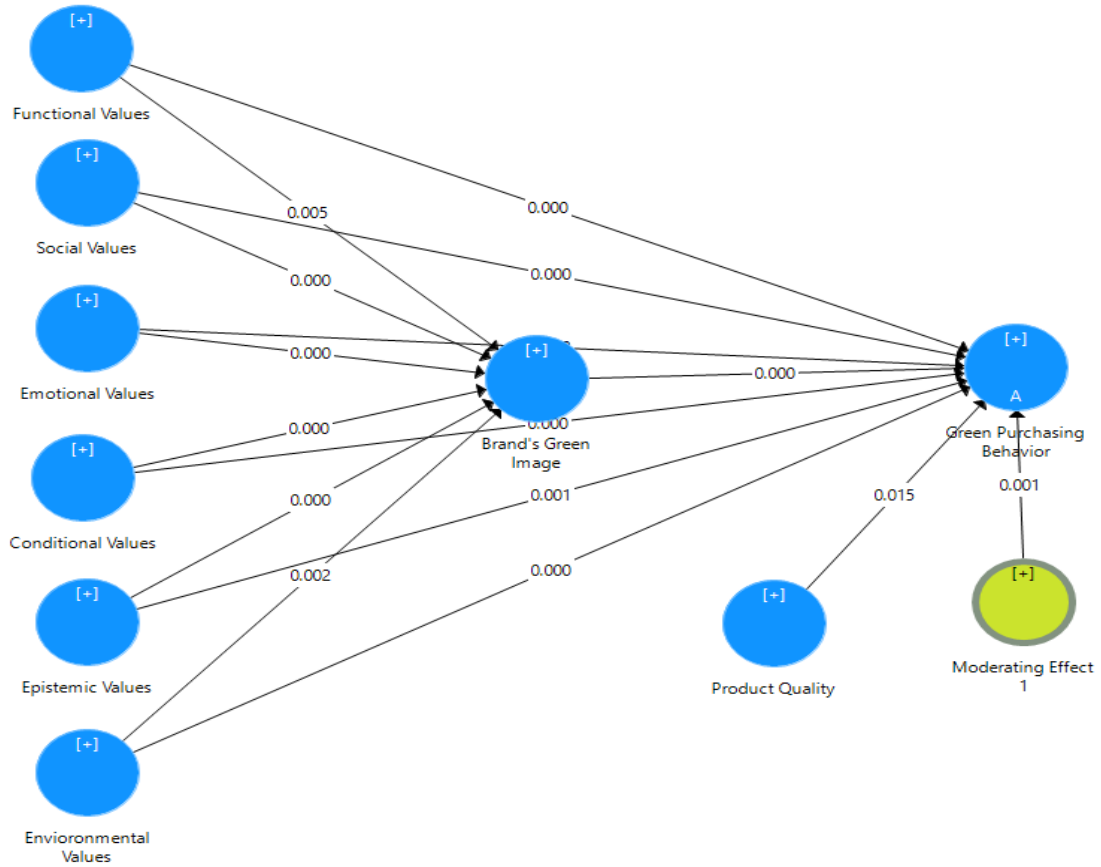 [+]
Functional Values
[+]
Social Values
[+]
Emotional Values
[+]
Conditional Values
[+]
Epistemic Values
[+]
Envioronmental
Values
0.005
0.000
0.000
0.000
0.000
0.002
[+]
Brand's Green
Image
0.000
0.000
0.000
0.000
0.001
0.000
[+]
A
Green Purchasing
Behavior
0.015
0.001
[+]
Product Quality
[+]
Moderating Effect
1